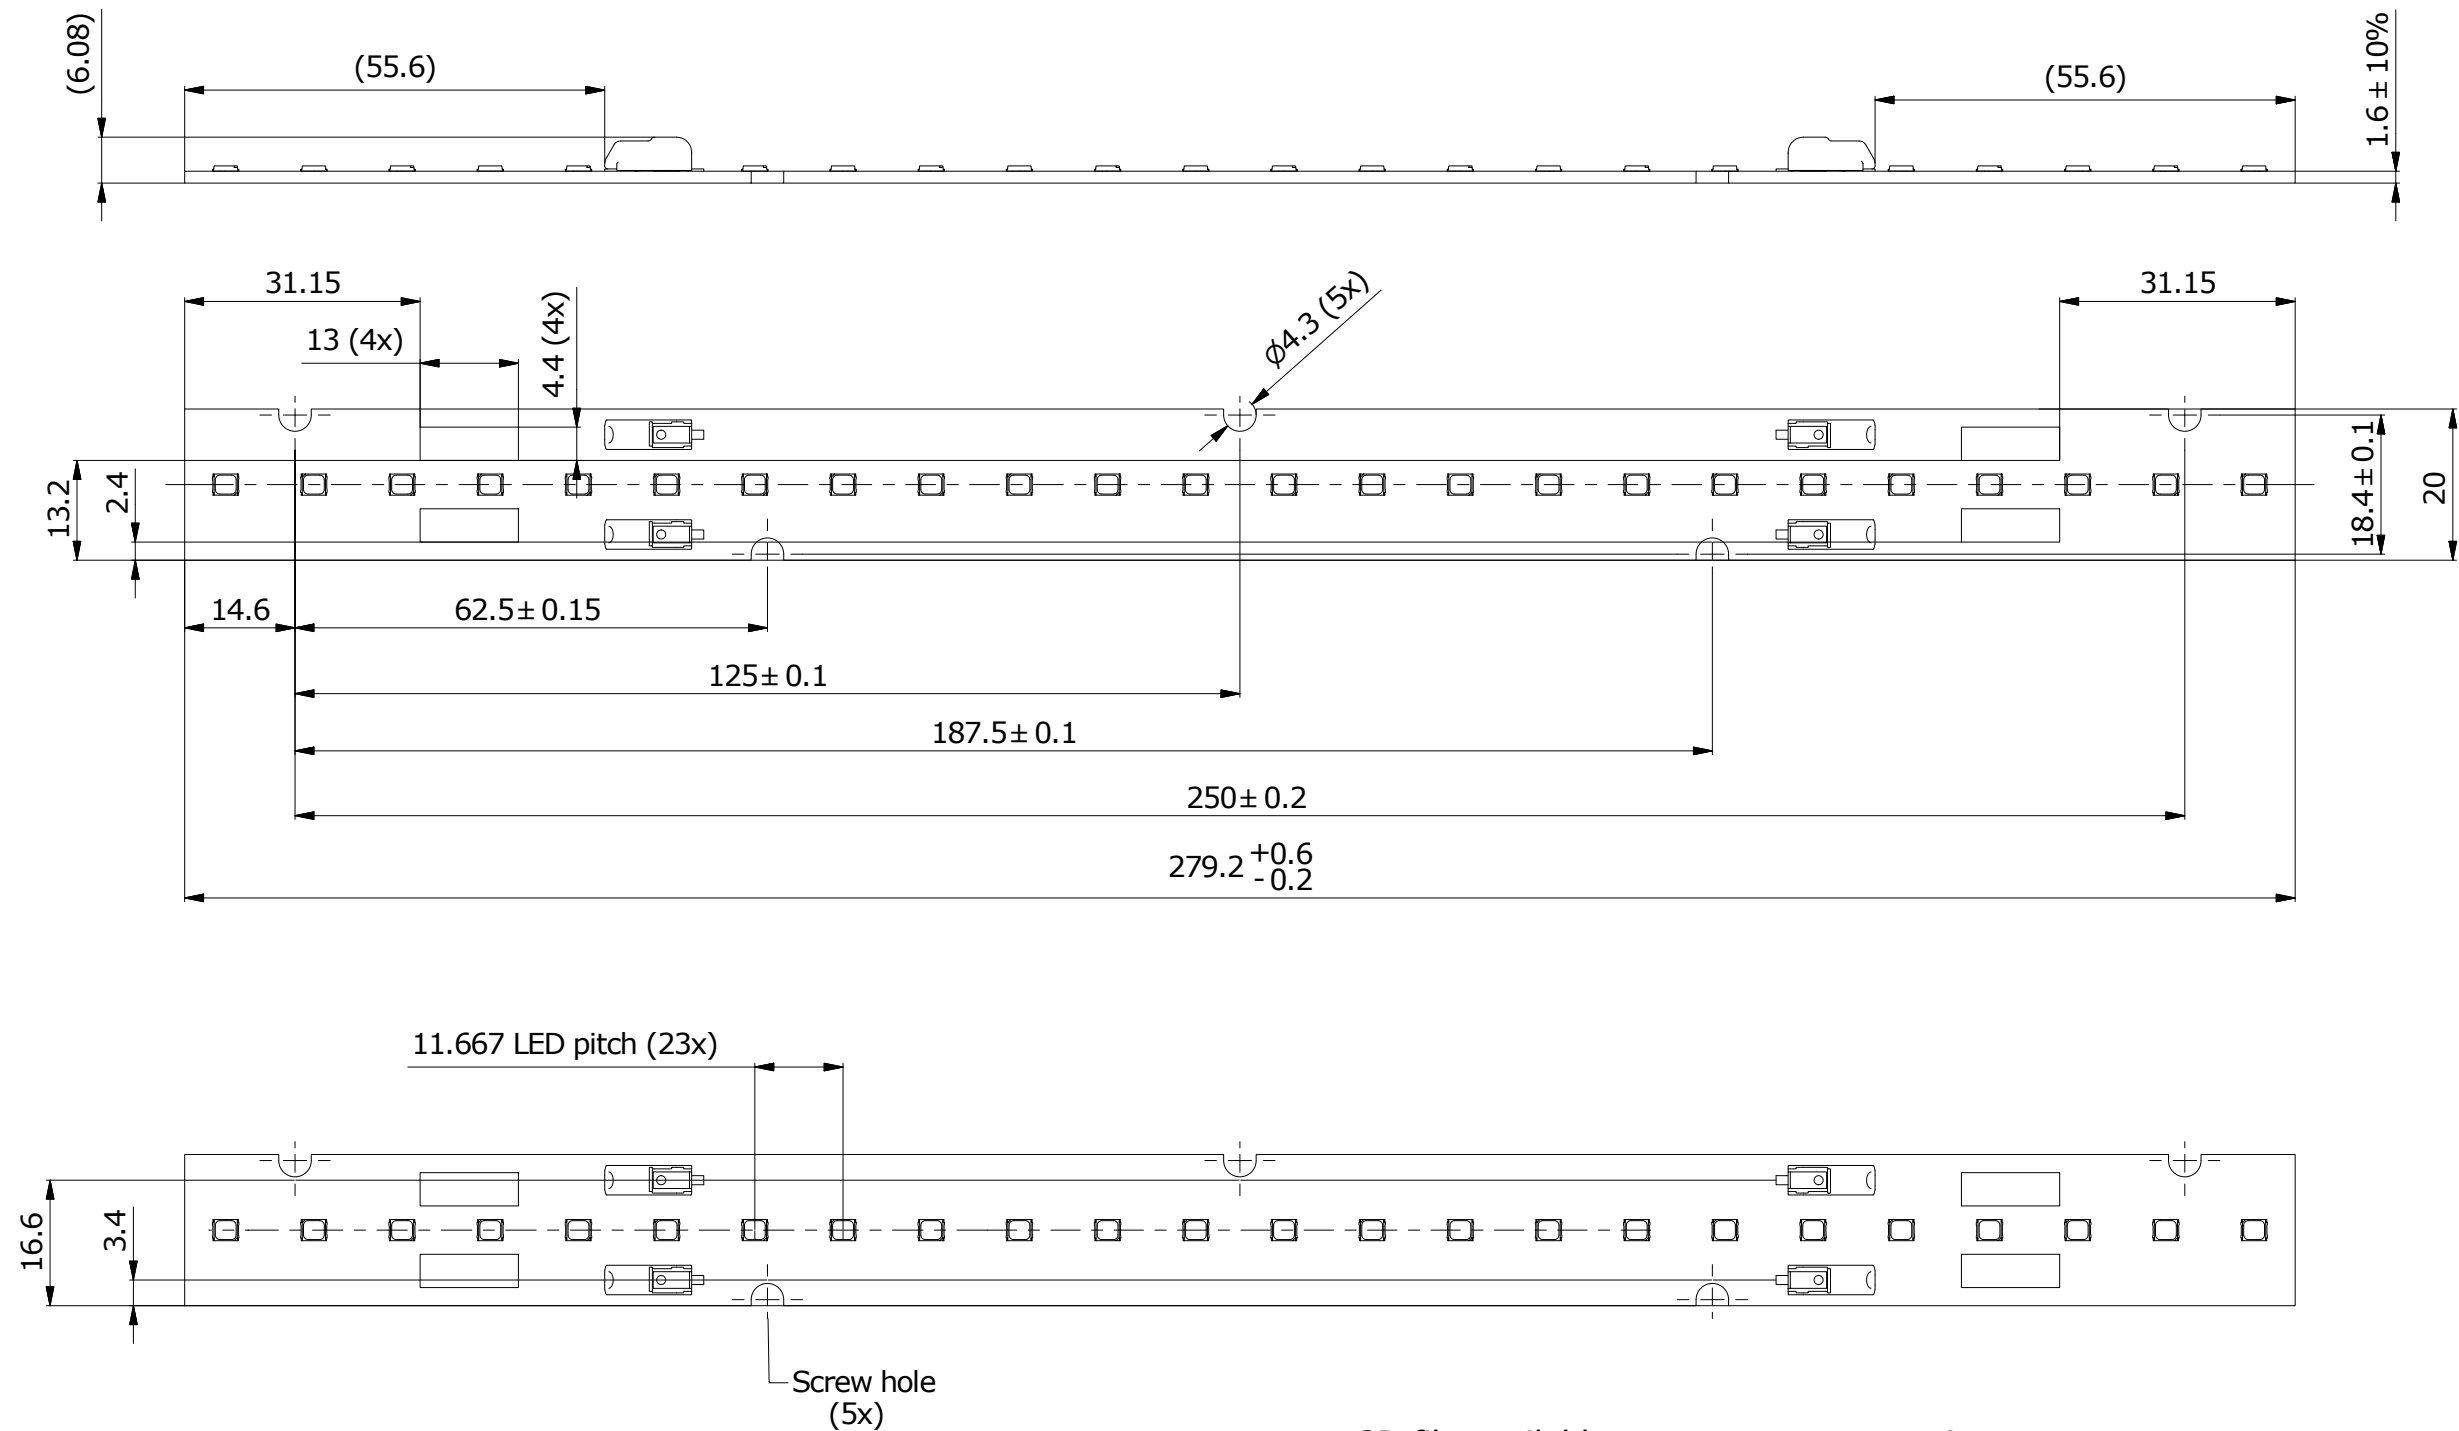 (6.08)
(55.6)
(55.6)
1.6 ± 10%
31.15
31.15
13 (4x)
4.4 (4x)
Ø4.3 (5x)
13.2
2.4
18.4 ± 0.1
20
14.6
62.5 ± 0.15
125 ± 0.1
187.5 ± 0.1
250 ± 0.2
279.2 +0.6
-0.2
11.667 LED pitch (23x)
16.6
3.4
Screw hole
(5x)